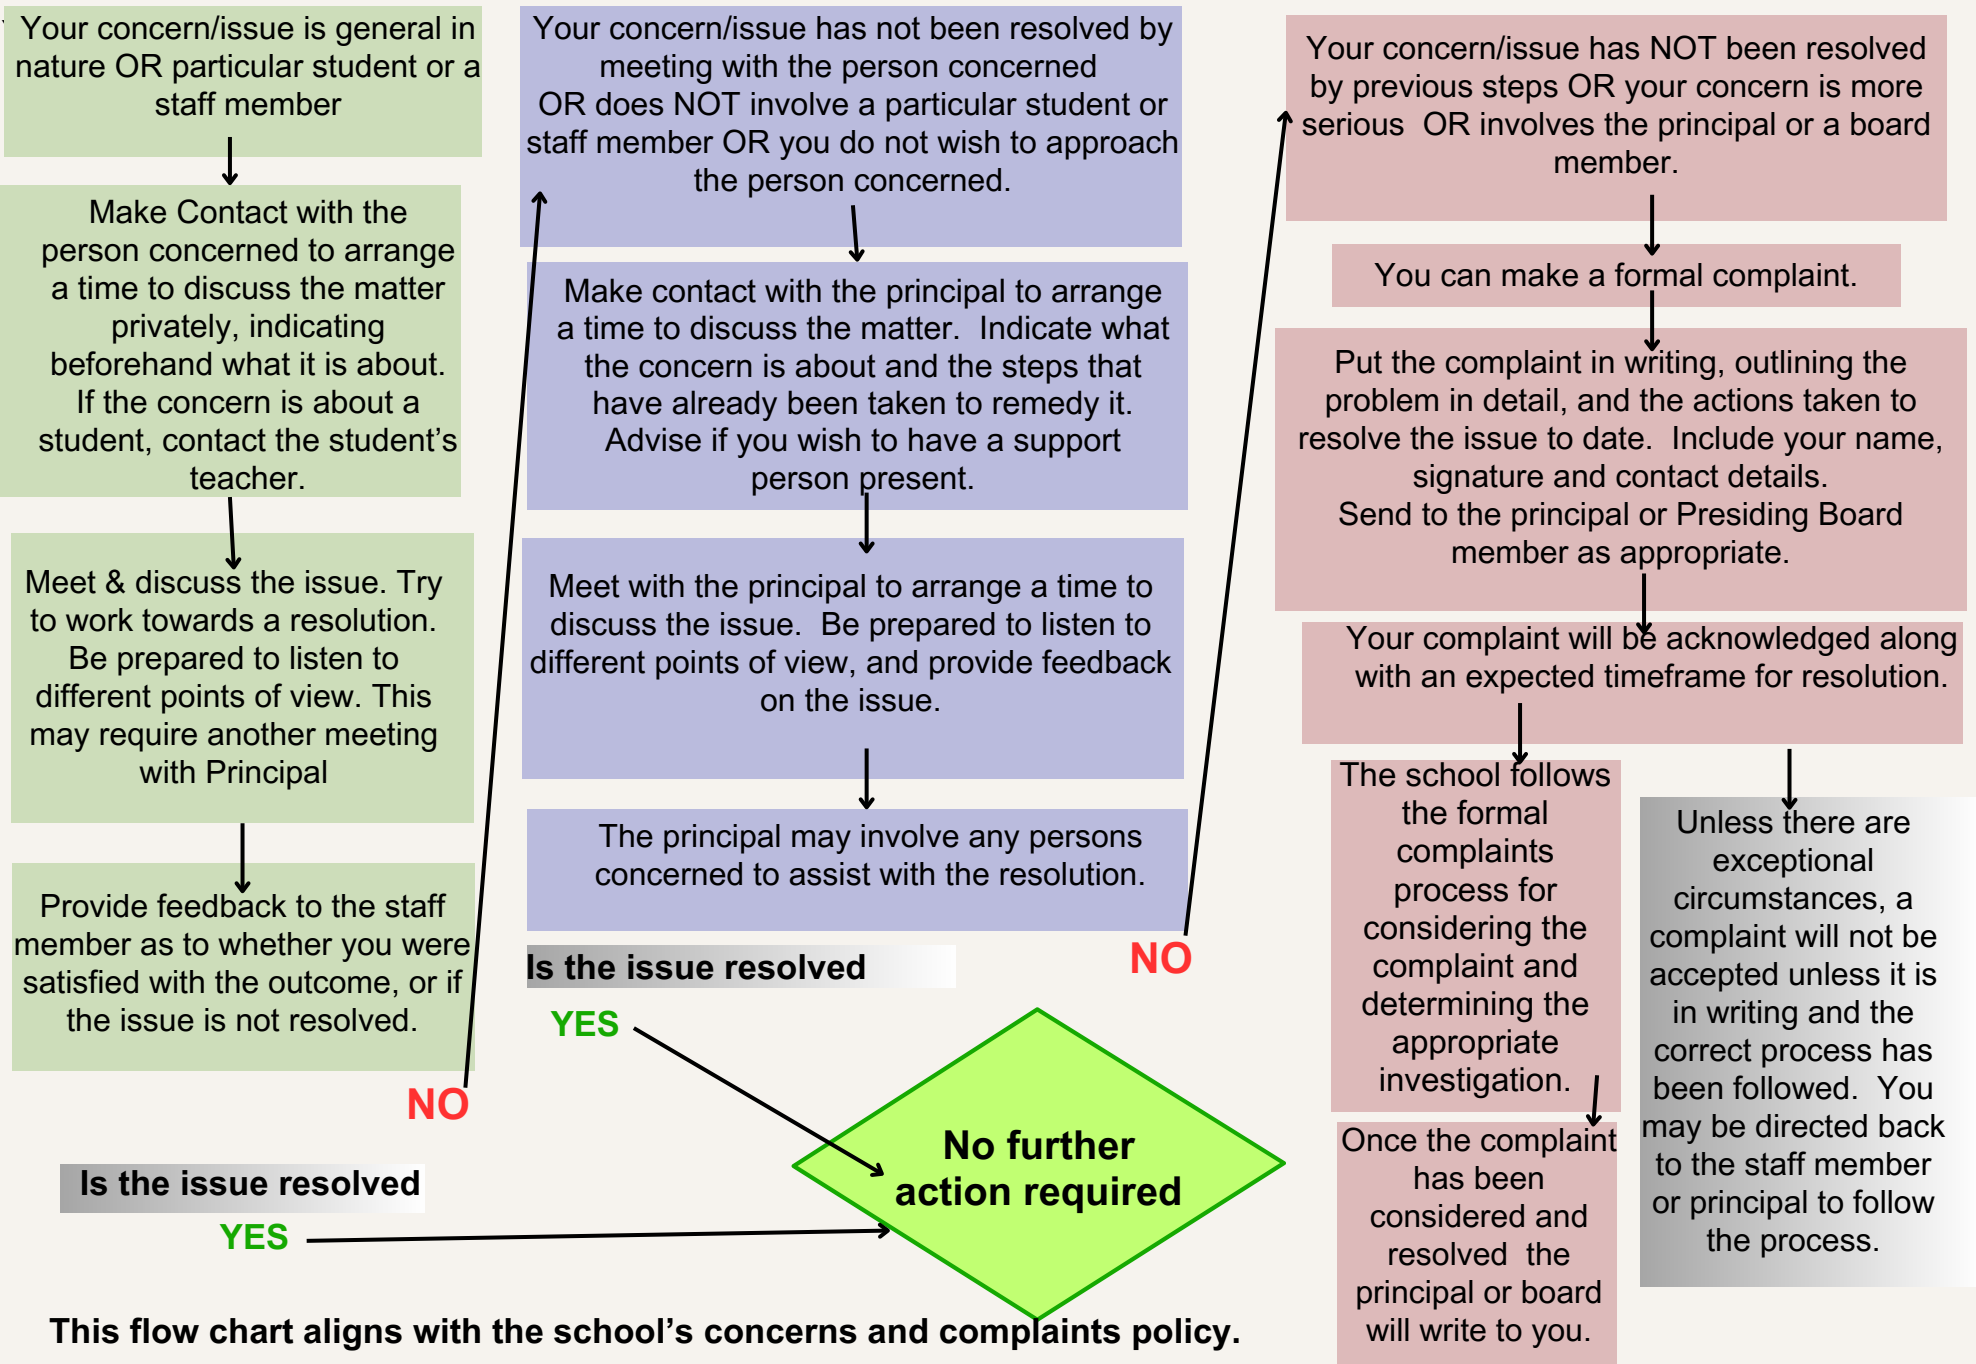 Your concern/issue is general in
nature OR particular student or a
staff member
Make Contact with the
person concerned to arrange
a time to discuss the matter
privately, indicating
beforehand what it is about.
If the concern is about a
student, contact the student’s
teacher.
Meet & discuss the issue. Try
to work towards a resolution.
Be prepared to listen to
different points of view. This
may require another meeting
with Principal
Provide feedback to the staff
member as to whether you were
satisfied with the outcome, or if
the issue is not resolved.
NO
Is the issue resolved
YES
Your concern/issue has not been resolved by
meeting with the person concerned
OR does NOT involve a particular student or
staff member OR you do not wish to approach
the person concerned.
Make contact with the principal to arrange
a time to discuss the matter.  Indicate what
the concern is about and the steps that
have already been taken to remedy it.
Advise if you wish to have a support
person present.
Meet with the principal to arrange a time to
discuss the issue.  Be prepared to listen to
different points of view, and provide feedback
on the issue.
The principal may involve any persons
concerned to assist with the resolution.
Is the issue resolved
NO
YES
No further
action required
Your concern/issue has NOT been resolved
by previous steps OR your concern is more
serious  OR involves the principal or a board
member.
You can make a formal complaint.
Put the complaint in writing, outlining the
problem in detail, and the actions taken to
resolve the issue to date.  Include your name,
signature and contact details.
Send to the principal or Presiding Board
member as appropriate.
Your complaint will be acknowledged along
with an expected timeframe for resolution.
The school follows
the formal
complaints
process for
considering the
complaint and
determining the
appropriate
investigation.
Once the complaint
has been
considered and
resolved  the
principal or board
will write to you.
Unless there are
exceptional
circumstances, a
complaint will not be
accepted unless it is
in writing and the
correct process has
been followed.  You
may be directed back
to the staff member
or principal to follow
the process.
This flow chart aligns with the school’s concerns and complaints policy.